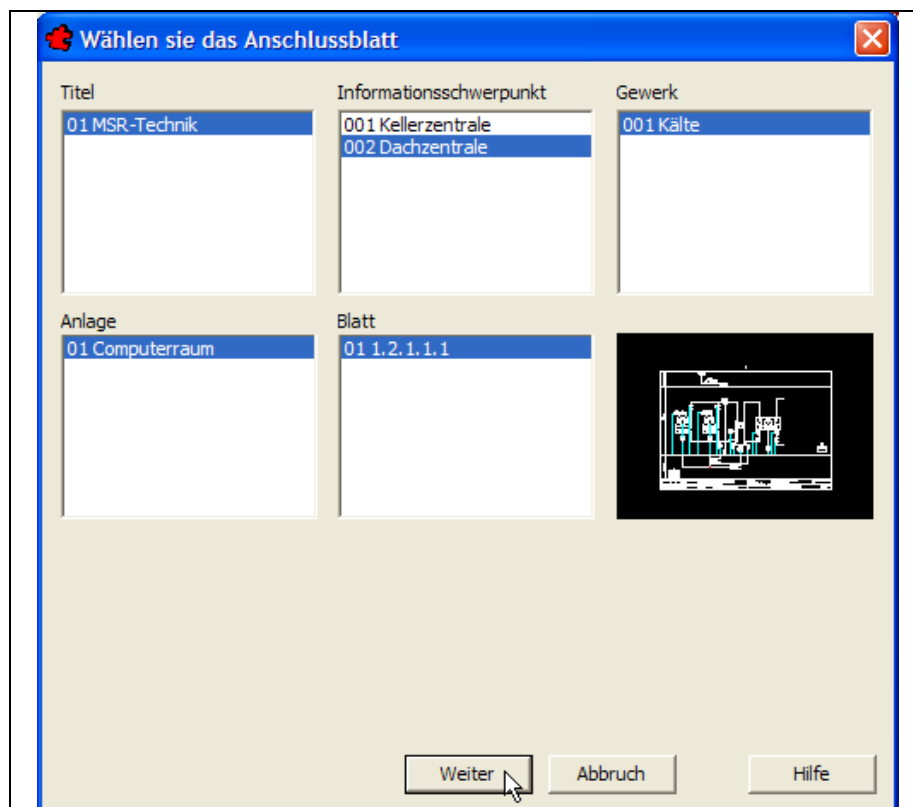 Wählen sie das Anschlussblatt
Titel
Informationsschwerpunkt
Gewerk
01 MSR-Technik
001 Kellerzentrale
002 Dachzentrale
001 Kälte
Anlage
Blatt
01 Computerraum
01 1.2.1.1.1
Weiter
Abbruch
Hilfe